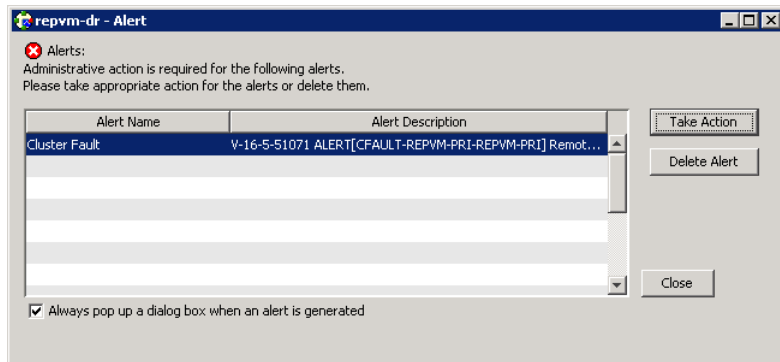 repvm-dr - Alert
Alerts:
Administrative action is required for the following alerts.
Please take appropriate action for the alerts or delete them.
Alert Name Alert Description
Cluster Fault V-16-5-51071 ALERT[CFAULT-REPVM-PRI-REPVM-PRI] Remot...
Take Action
Delete Alert
Close
Always pop up a dialog box when an alert is generated